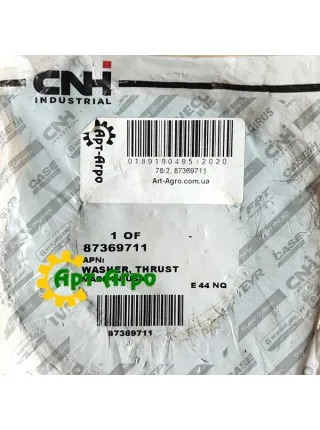 CNH
INDUSTRIAL
Арт-Агро
0189190495/2020
78/2, 87369711
Art-Agro.com.ua
1 OF
87369711
APN:
WASHER, THRUST
Арт-Агро
E 44 NQ
87369711